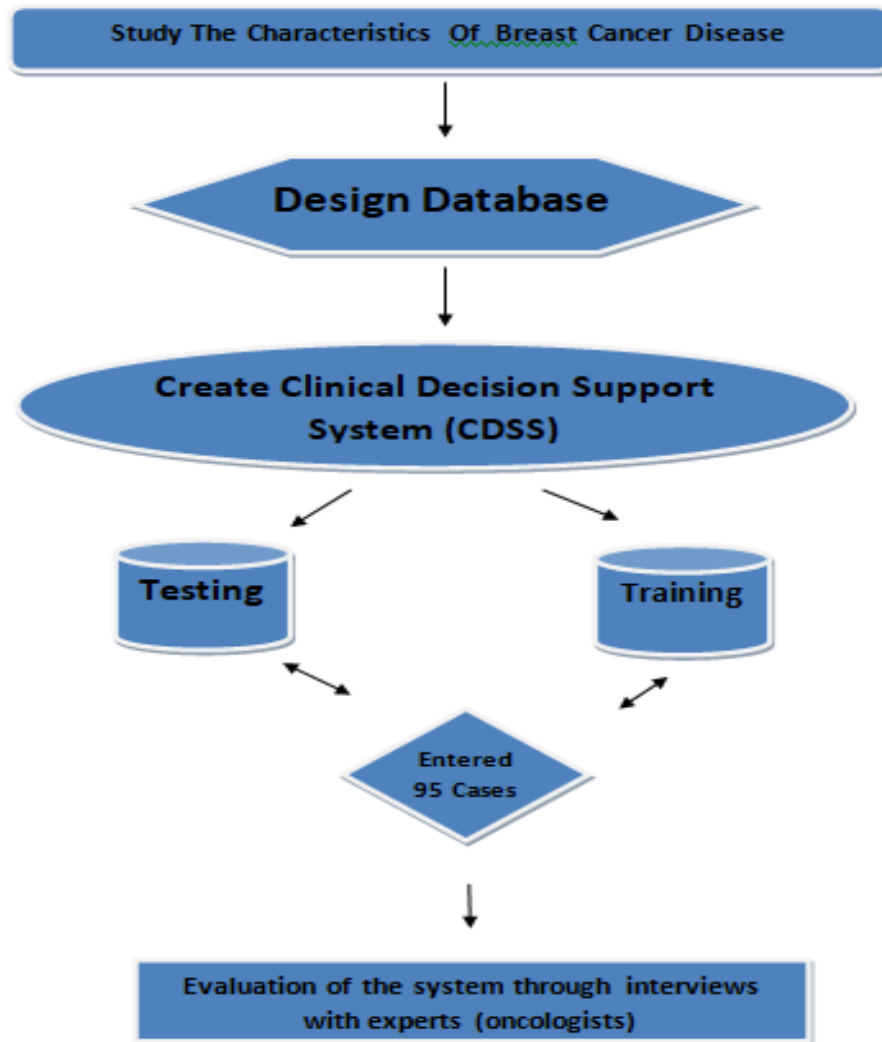 Study The Characteristics Of Breast Cancer Disease
Design Database
Create Clinical Decision Support
System (CDSS)
Testing
Training
Entered
95 Cases
Evaluation of the system through interviews
with experts (oncologists)